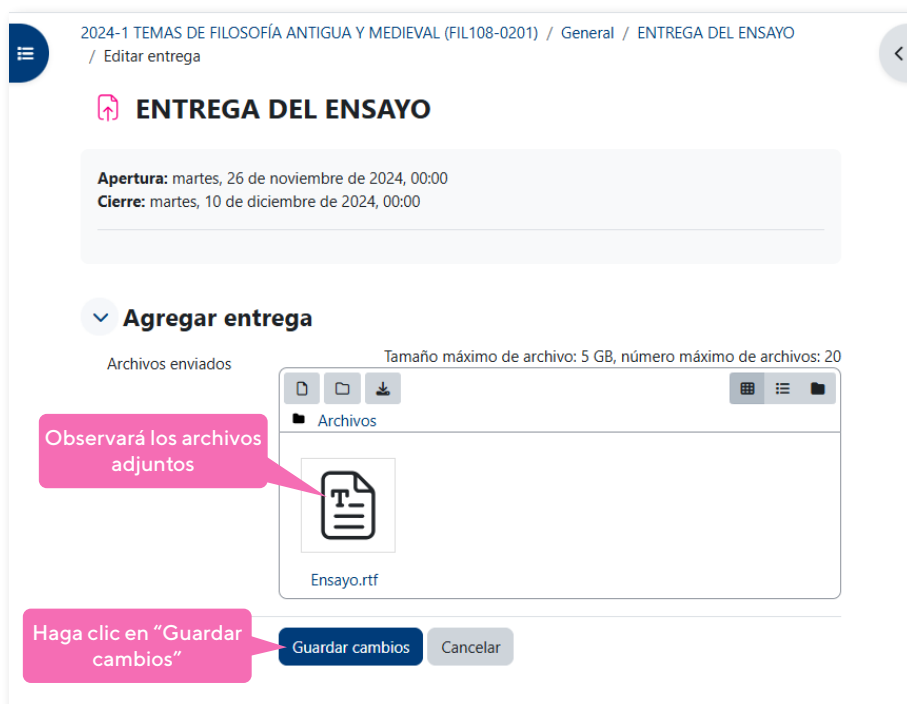 2024-1 TEMAS DE FILOSOFÍA ANTIGUA Y MEDIEVAL (FIL108-0201) / General / ENTREGA DEL ENSAYO
/ Editar entrega
ENTREGA DEL ENSAYO
Apertura: martes, 26 de noviembre de 2024, 00:00
Cierre: martes, 10 de diciembre de 2024, 00:00
Agregar entrega
Archivos enviados
Tamaño máximo de archivo: 5 GB, número máximo de archivos: 20
Archivos
Observará los archivos
adjuntos
T
Ensayo.rtf
Haga clic en “Guardar
cambios”
Guardar cambios
Cancelar